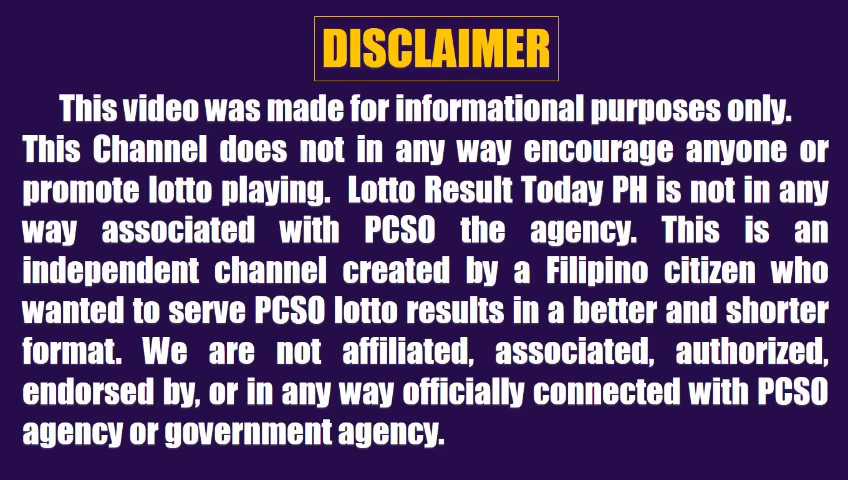 DISCLAIMER
This video was made for informational purposes only.
This Channel does not in any way encourage anyone or
promote lotto playing. Lotto Result Today PH is not in any
way associated with PCSO the agency. This is an
independent channel created by a Filipino citizen who
wanted to serve PCSO lotto results in a better and shorter
format. We are not affiliated, associated, authorized,
endorsed by, or in any way officially connected with PCSO
agency or government agency.